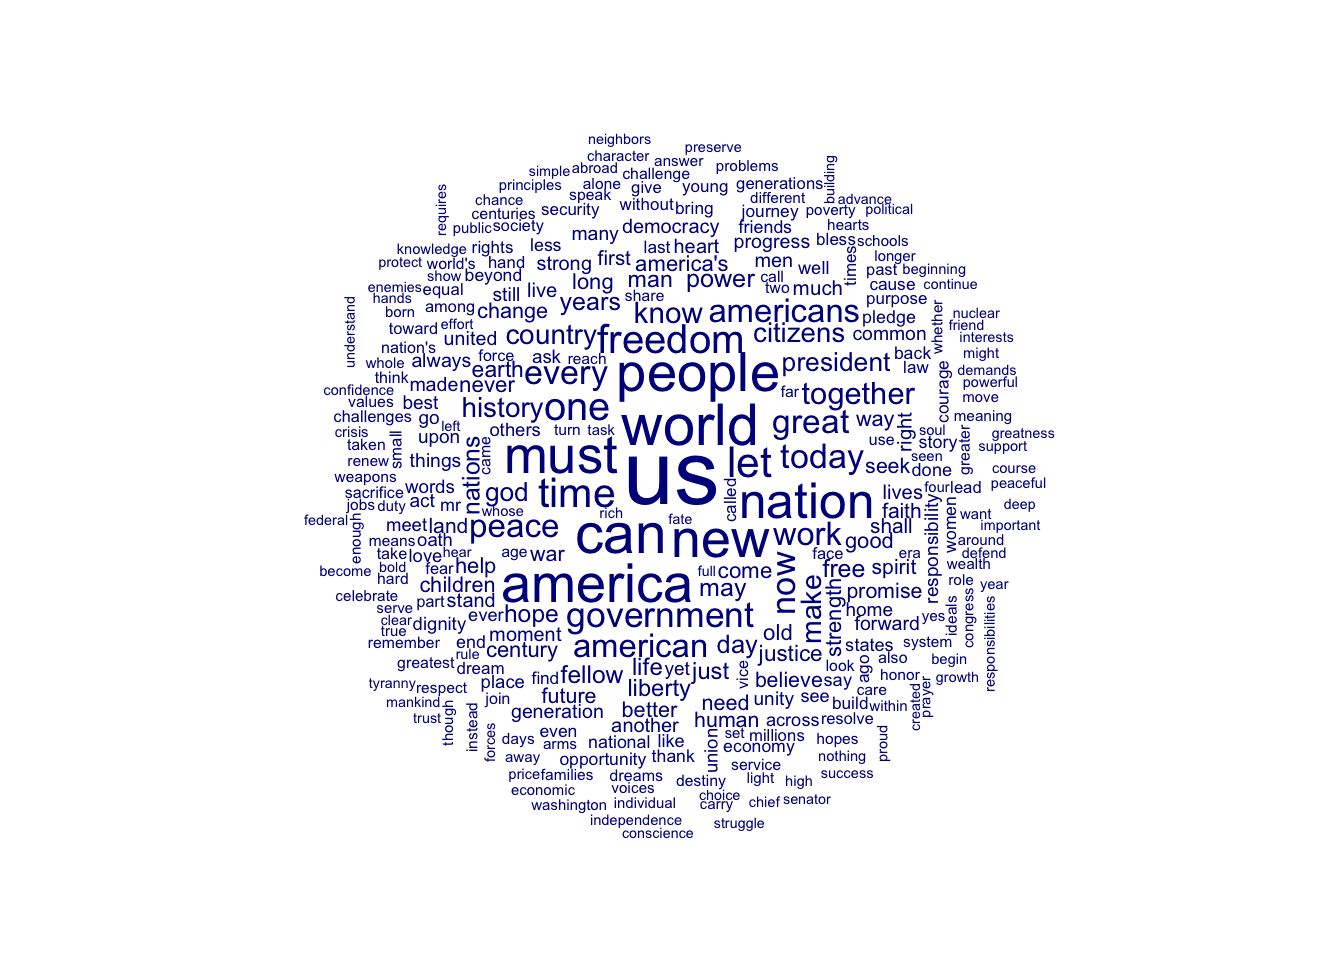 neighbors
preserve
character
answer
simple
abroad
problems
challenge
building
principles
alone
give
young
generations
requires
chance
speak
different
advance
centuries
security
without
bring
journey
poverty
political
public
society
many
democracy
friends
hearts
knowledge
rights
less
last
heart
progress
bless
schools
protect
world's
hand
strong
first
america's
men
well
times
longer
show
beyond
long
man
power
call
past
beginning
enemies
equal
still
live
years
share
two
much
cause
continue
hands
born
among
change
know
americans
purpose
understand
toward
effort
united
country
freedom
citizens
pledge
common
whether
nuclear
friend
interests
nation's
force
ask
reach
president
back
law
might
whole
always
earth
every
people
far
together
courage
demands
powerful
think
made
never
move
confidence
values
best
history
one
world
great
way
right
soul
meaning
challenges
go
left
others
turn
task
use
story
greatness
crisis
upon
must
us
let
today
seek
seen
done
greater
support
taken
small
things
came
renew
nations
course
weapons
words
god
time
called
nation
lives
four
lead
peaceful
sacrifice
act
mr
whose
rich
fate
faith
want
deep
jobs
duty
federal
enough
meet
land
peace
can
new
work
good
shall
responsibility
women
important
means
oath
around
take
love
hear
age
war
face
era
defend
become
bold
fear
help
full
come
now
free
spirit
wealth
hard
children
america
may
make
strength
promise
role
year
celebrate
part
stand
serve
ever
hope
government
home
yes
ideals
congress
responsibilities
clear
dignity
forward
true
moment
old
remember
end
century
american
day
justice
states
system
greatest
rule
dream
fellow
life
yet
just
vice
look
ago
also
begin
tyranny
respect
place
find
believe
say
honor
growth
mankind
join
future
liberty
need
unity
see
care
build
within
created
prayer
trust
though
instead
generation
better
human
across
resolve
forces
days
even
another
union
set
millions
hopes
proud
arms
national
like
economy
away
opportunity
thank
service
nothing
price
families
dreams
destiny
light
high
success
economic
voices
choice
washington
individual
carry
chief
senator
independence
struggle
conscience